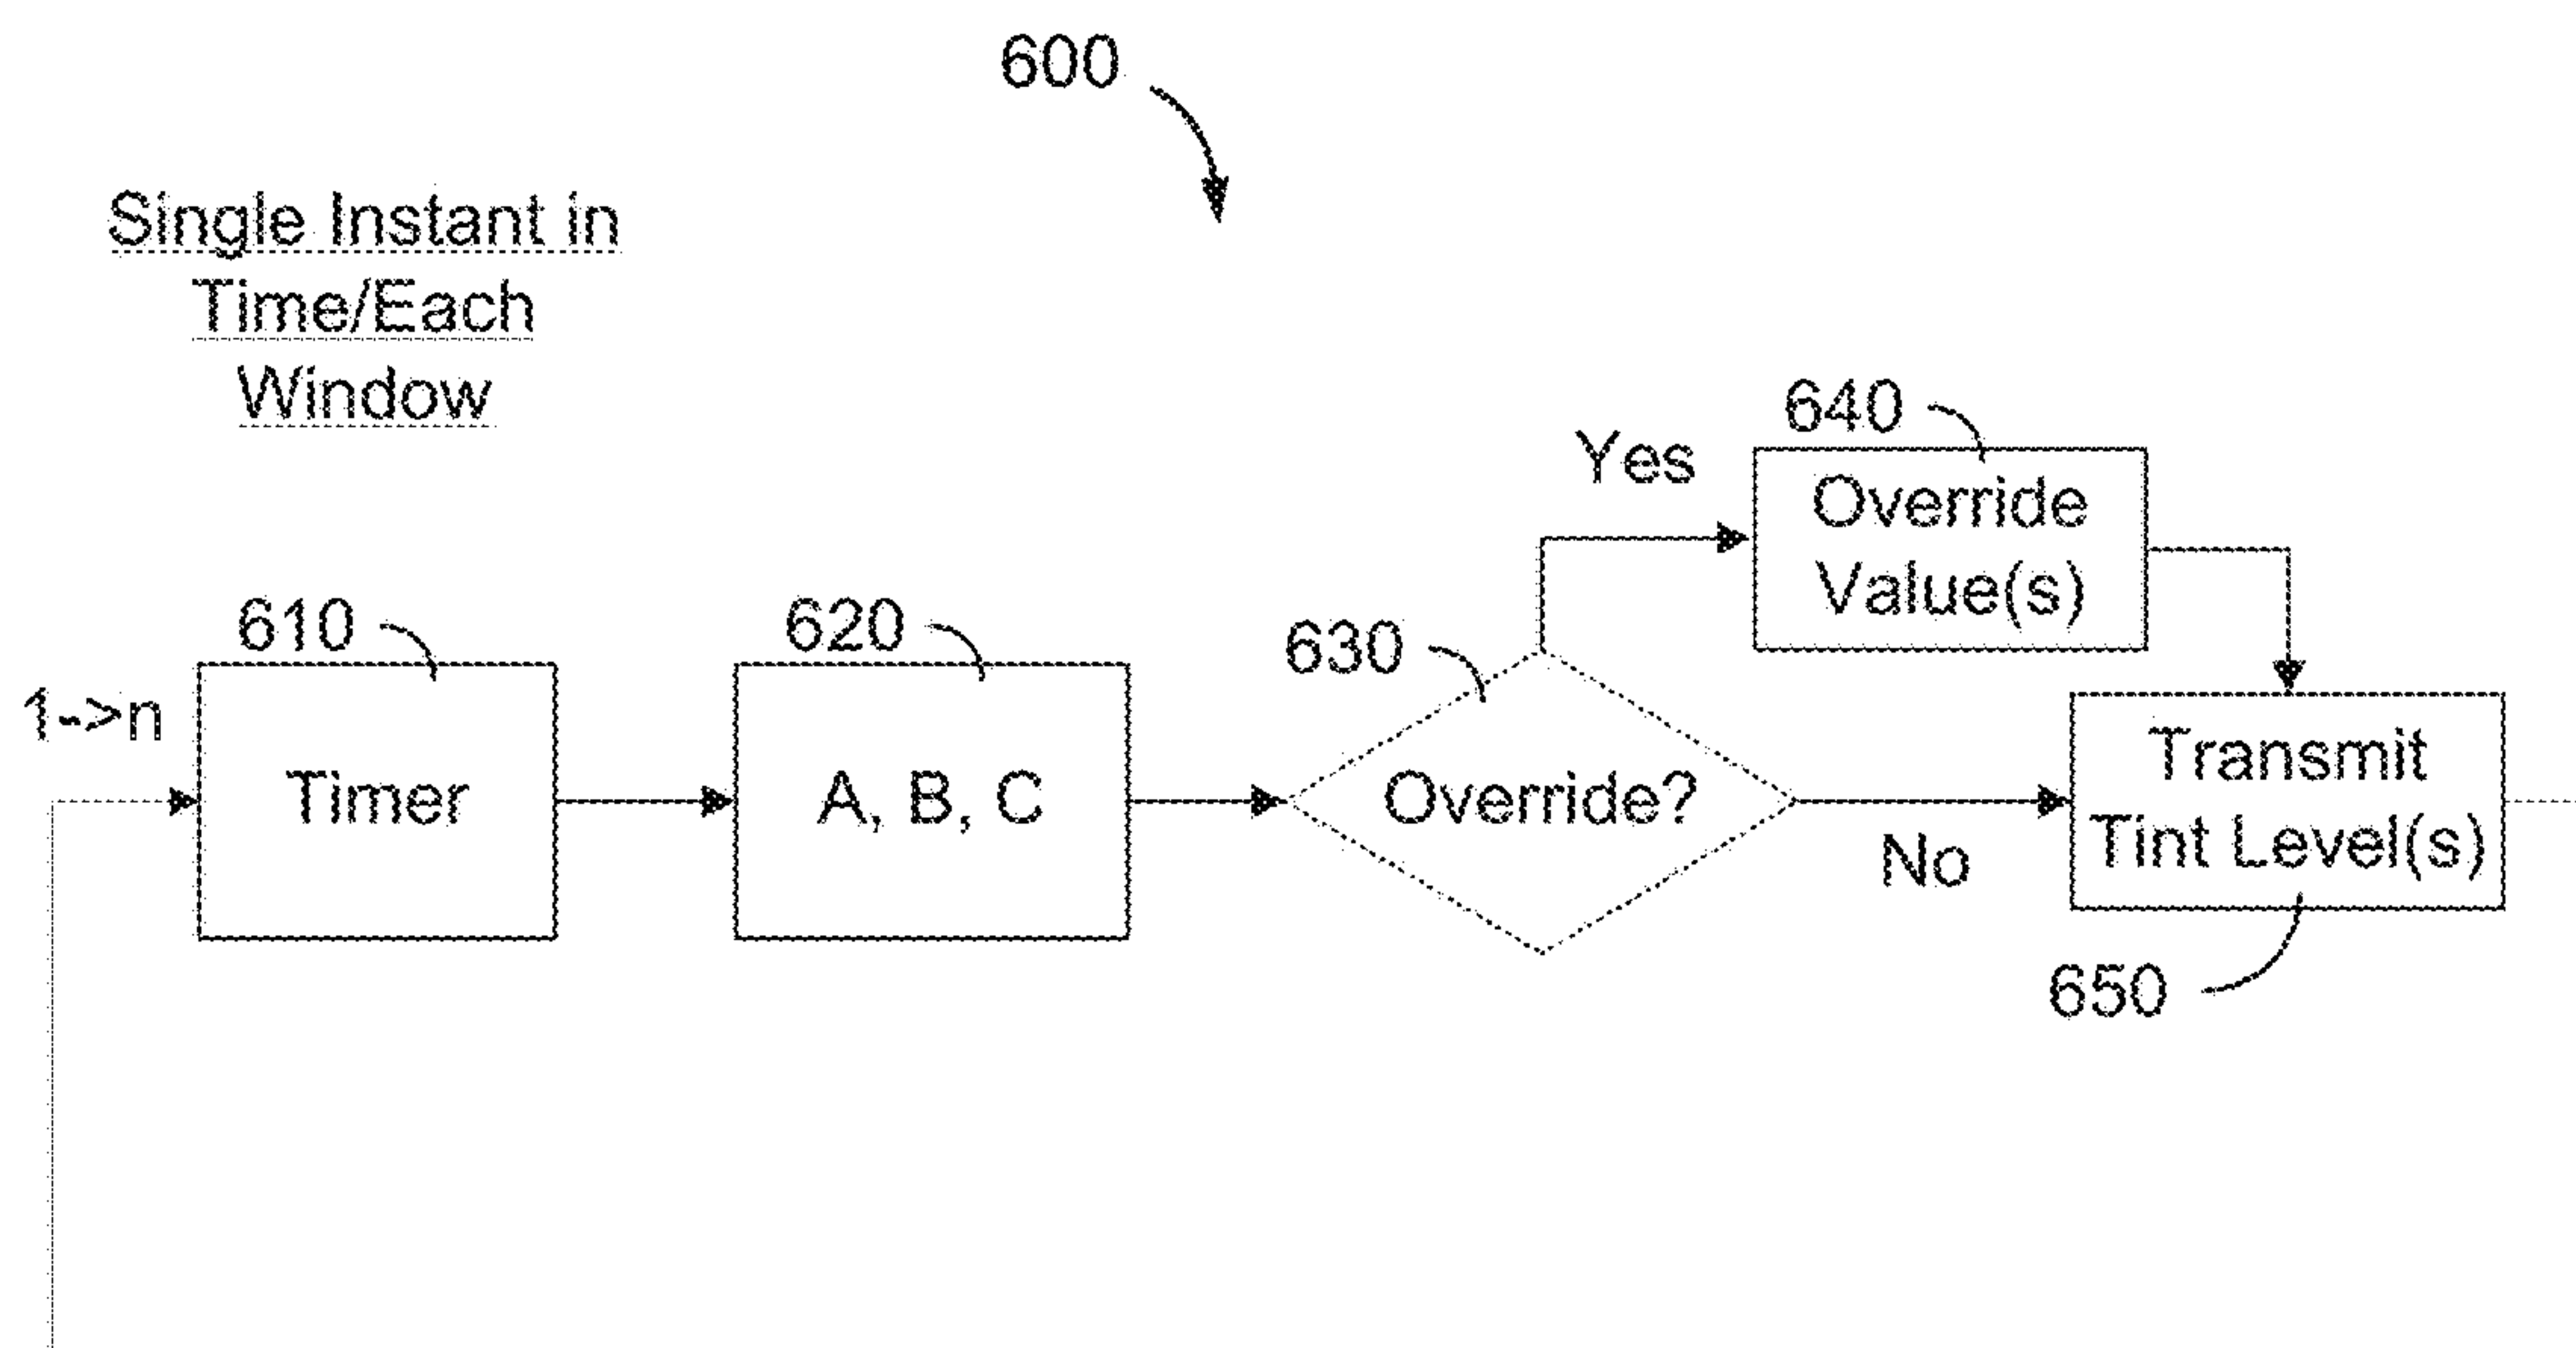 600
Single Instant in
Time/Each
Window
640
Yes
Override
Value(s)
610
620
630
1->n
Timer
A, B, C
Override?
No
Transmit
Tint Level(s)
650